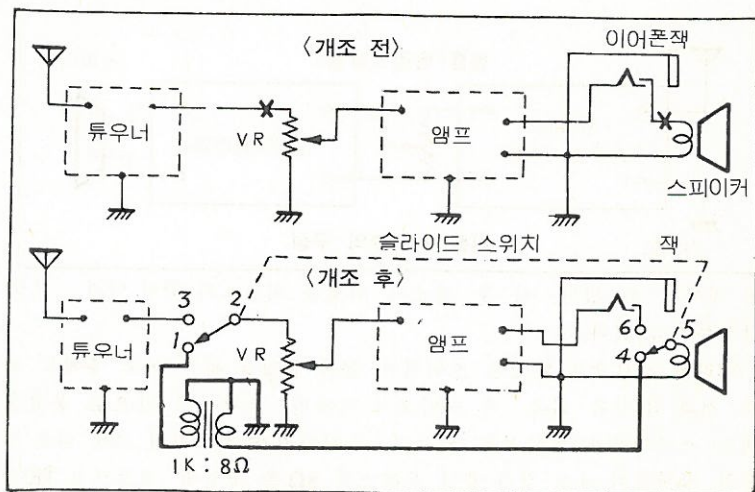 〈개조 전〉
이어폰잭
튜우너
VR
앰프
스피이커
슬라이드 스위치
잭
〈개조 후〉
3
2
1
튜우너
VR
앰프
6
5
4
1K : 8Ω